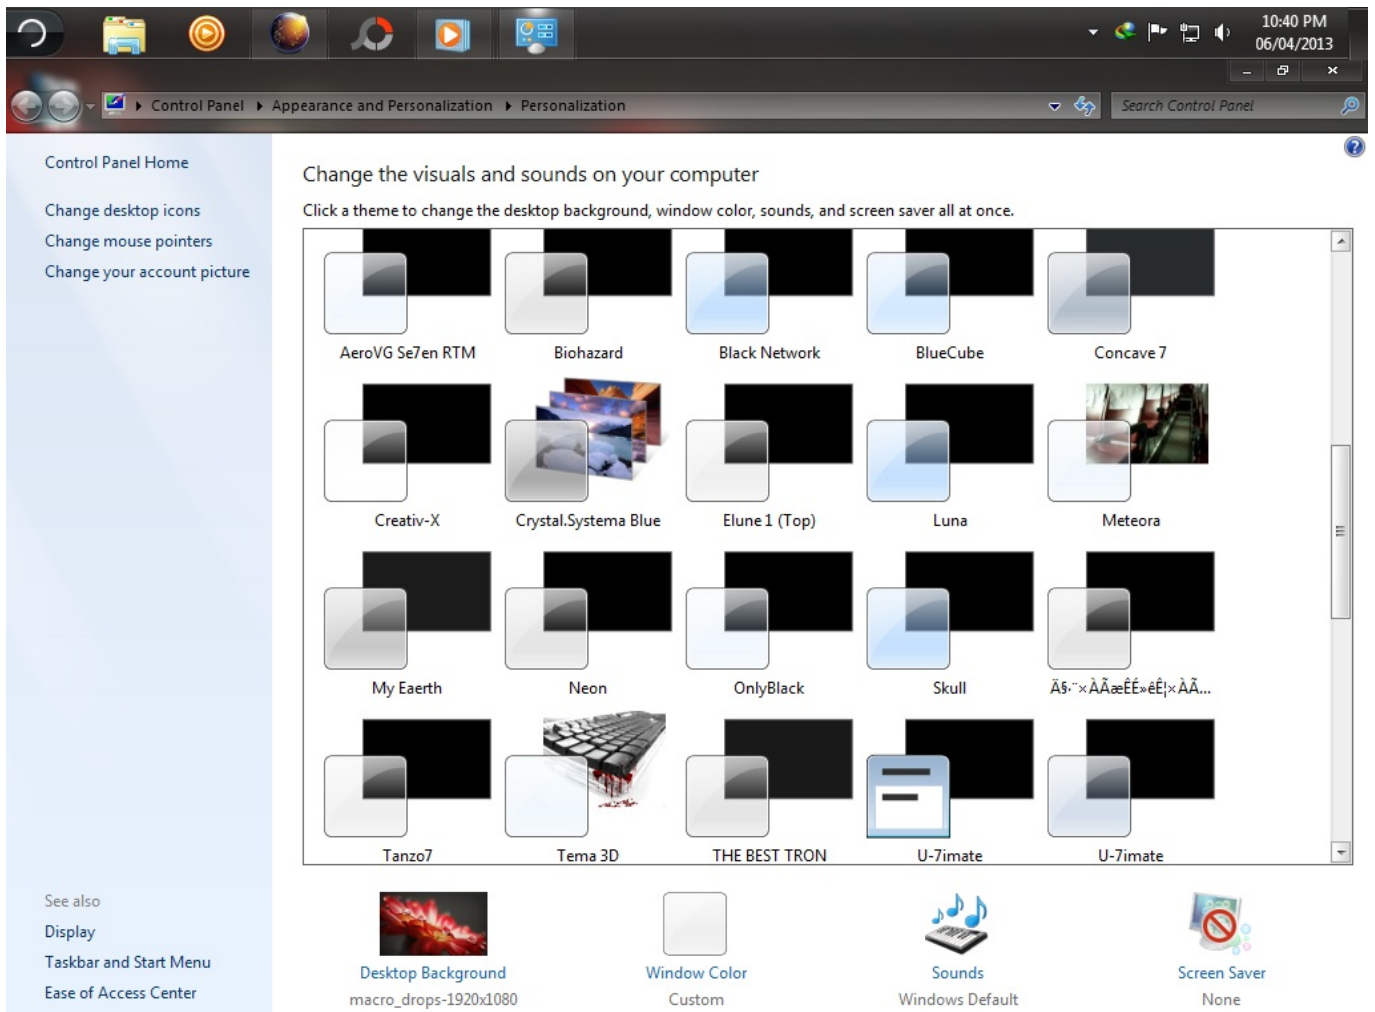 10:40 PM
06/04/2013
Control Panel Appearance and Personalization Personalization
Search Control Panel
Control Panel Home
Change desktop icons
Change mouse pointers
Change your account picture
Change the visuals and sounds on your computer
Click a theme to change the desktop background, window color, sounds, and screen saver all at once.
AeroVG Se7en RTM
Biohazard
Black Network
BlueCube
Concave 7
Creativ-X
Crystal.Systema Blue
Elune 1 (Top)
Luna
Meteora
My Eaerth
Neon
OnlyBlack
Skull
Ä§·¨×ÀÃæÊÉ»êÊ¦×ÀÃ...
Tanzo7
Tema 3D
THE BEST TRON
U-7imate
U-7imate
See also
Display
Taskbar and Start Menu
Ease of Access Center
Desktop Background
macro_drops-1920x1080
Window Color
Custom
Sounds
Windows Default
Screen Saver
None